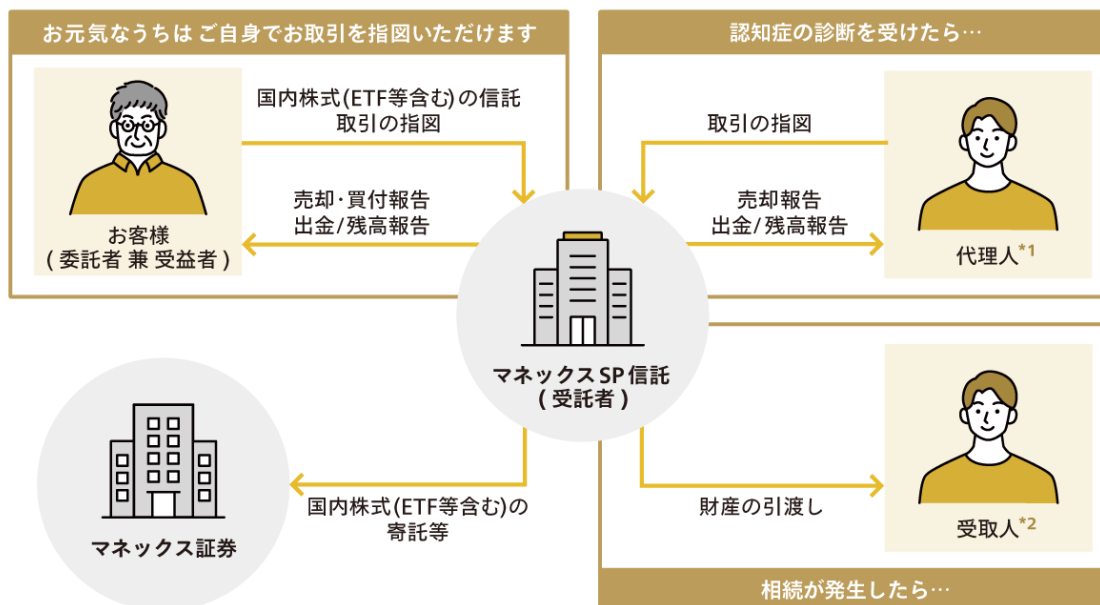 お元気なうちは ご自身でお取引を指図いただけます
国内株式(ETF等含む)の信託
取引の指図
売却・買付報告
出金/残高報告
お客様
( 委託者 兼 受益者 )
認知症の診断を受けたら…
取引の指図
売却報告
出金/残高報告
代理人*1
マネックスSP信託
( 受託者 )
マネックス証券
国内株式(ETF等含む)の
寄託等
財産の引渡し
受取人*2
相続が発生したら…